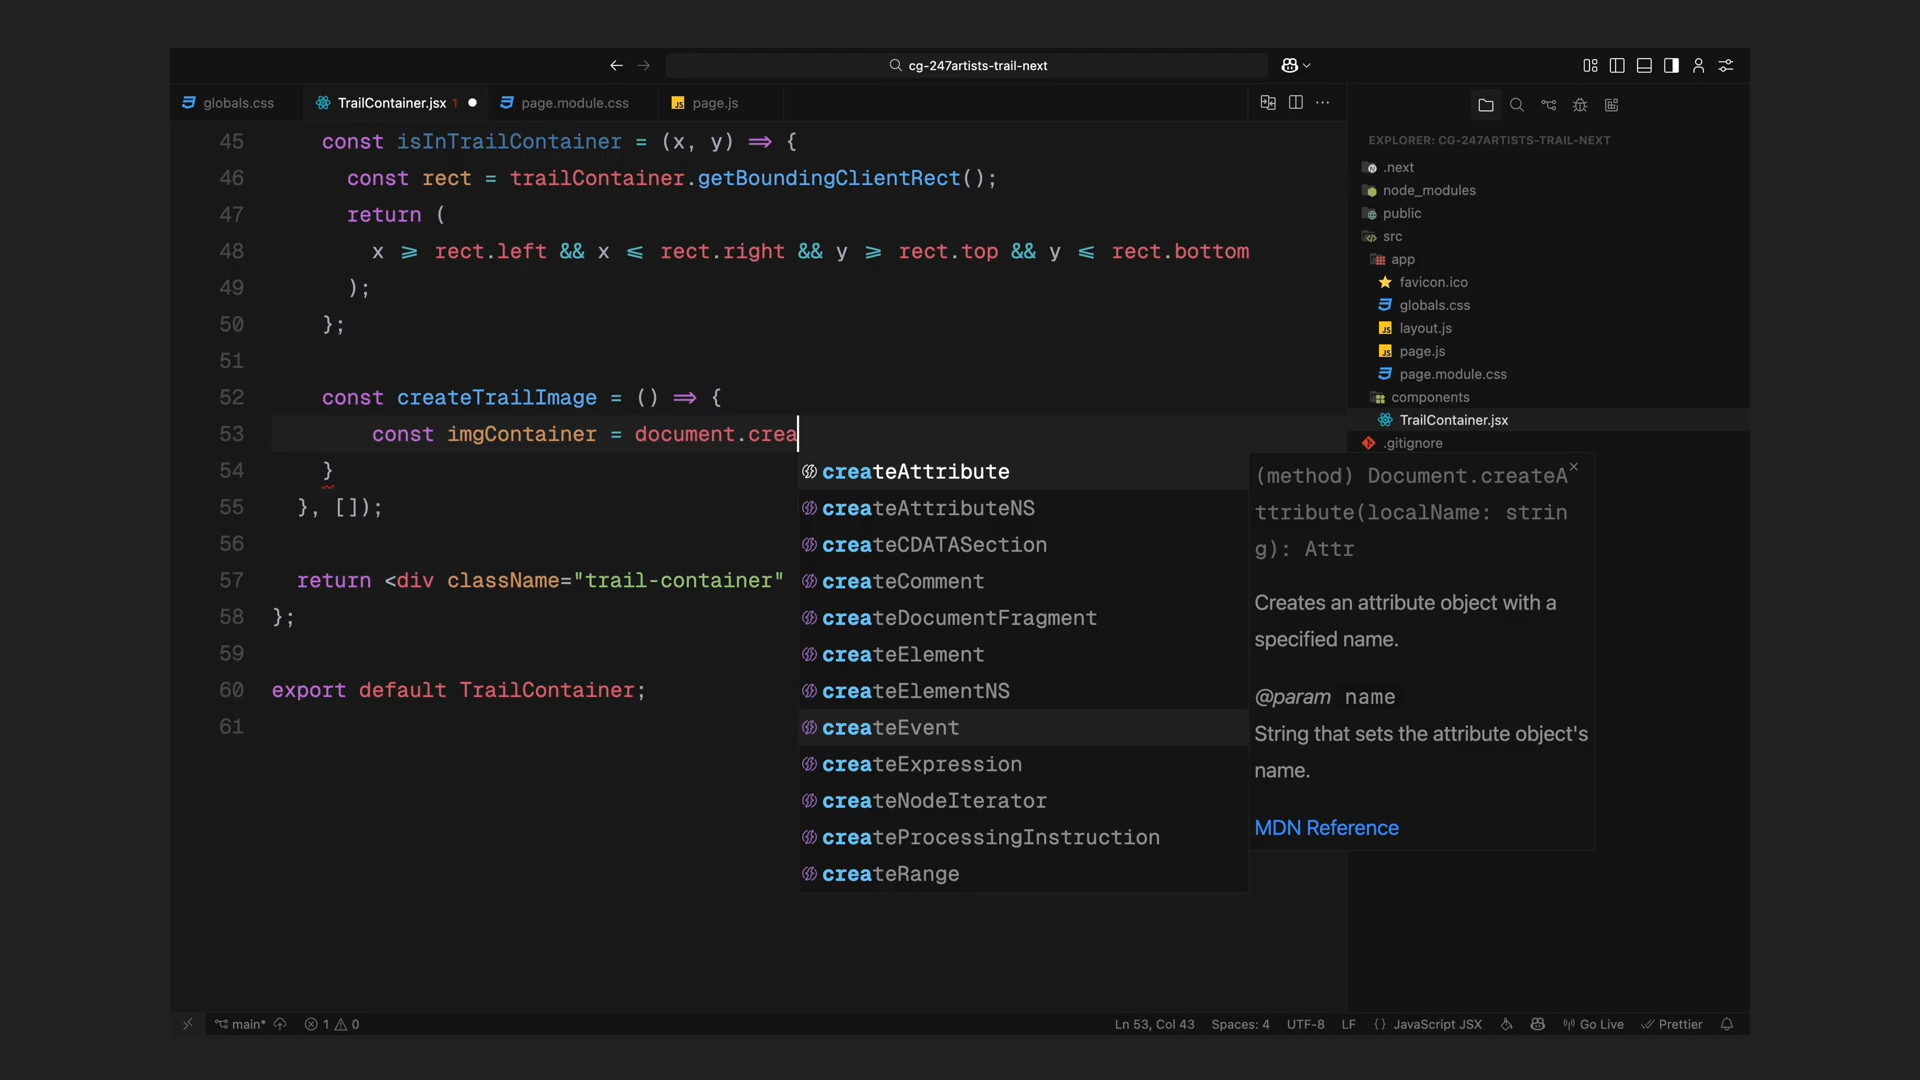 cg-247artists-trail-next
globals.css
TrailContainer.jsx 1
page.module.css
page.js
45 const isInTrailContainer = (x, y) => {
46 const rect = trailContainer.getBoundingClientRect();
47 return (
48 x >= rect.left && x <= rect.right && y >= rect.top && y <= rect.bottom
49 );
50 };
51
52 const createTrailImage = () => {
53 const imgContainer = document.crea
54 }
55 }, []);
56
57 return <div className="trail-container"
58 };
59
60 export default TrailContainer;
61
createAttribute
createAttributeNS
createCDATASection
createComment
createDocumentFragment
createElement
createElementNS
createEvent
createExpression
createNodeIterator
createProcessingInstruction
createRange
(method) Document.createA
ttribute(localName: strin
g): Attr
Creates an attribute object with a
specified name.
@param name
String that sets the attribute object's
name.
MDN Reference
EXPLORER: CG-247ARTISTS-TRAIL-NEXT
.next
node_modules
public
src
app
favicon.ico
globals.css
layout.js
page.js
page.module.css
components
TrailContainer.jsx
.gitignore
main* 1 0
Ln 53, Col 43 Spaces: 4 UTF-8 LF {} JavaScript JSX Go Live Prettier